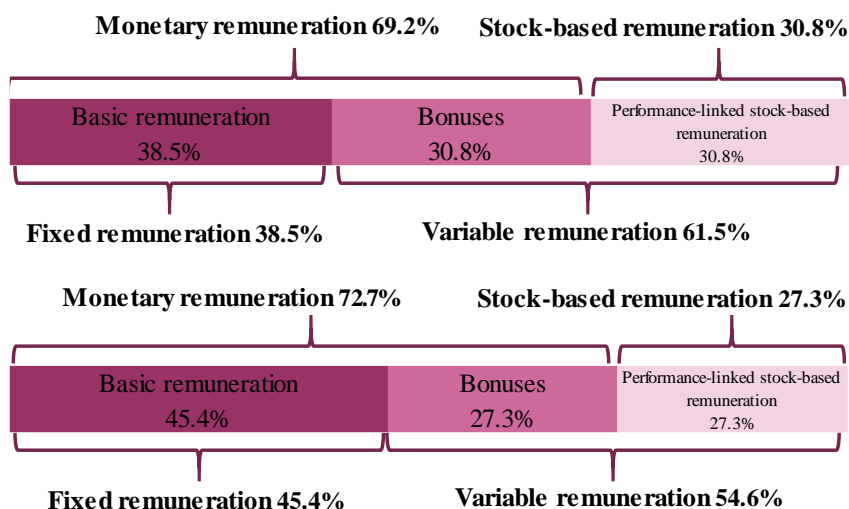 Monetary remuneration 69.2%
Stock-based remuneration 30.8%
Basic remuneration
38.5%
Bonuses
30.8%
Performance-linked stock-based
remuneration
30.8%
Fixed remuneration 38.5%
Variable remuneration 61.5%
Monetary remuneration 72.7%
Stock-based remuneration 27.3%
Basic remuneration
45.4%
Bonuses
27.3%
Performance-linked stock-based
remuneration
27.3%
Fixed remuneration 45.4%
Variable remuneration 54.6%